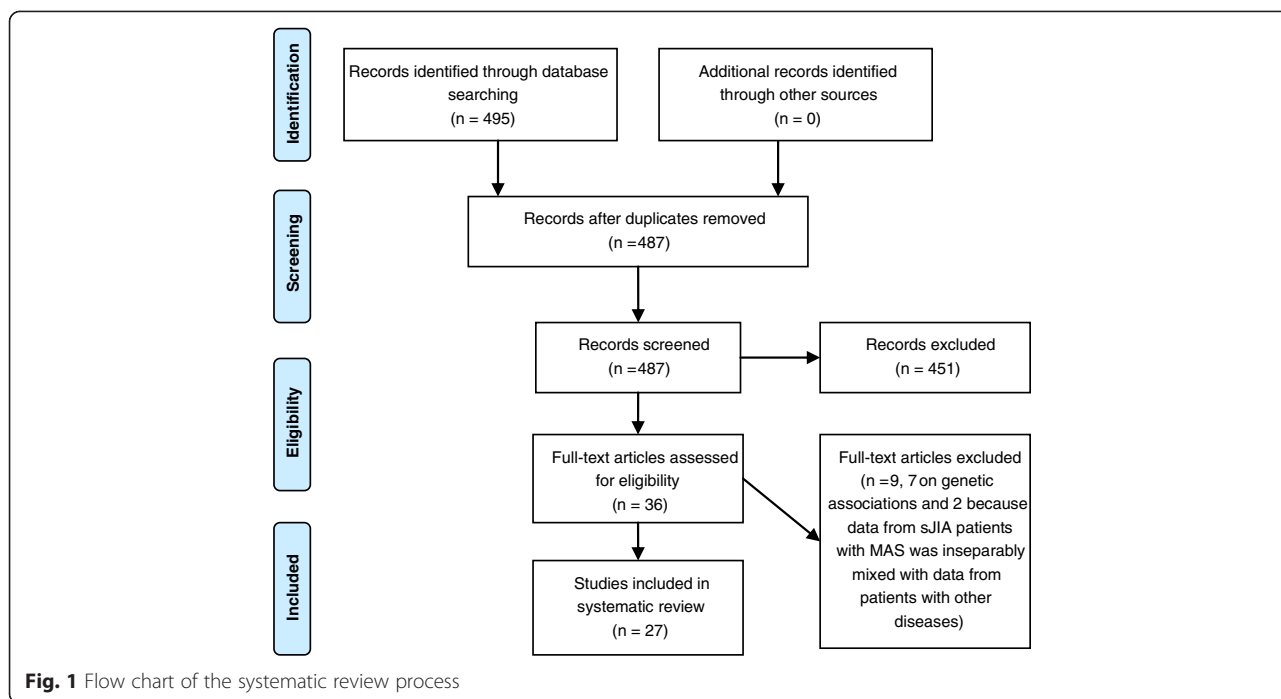 Identification
Records identified through database
searching
(n = 495)
Additional records identified
through other sources
(n = 0)
Screening
Records after duplicates removed
(n =487)
Records screened
(n =487)
Records excluded
(n = 451)
Eligibility
Full-text articles assessed
for eligibility
(n = 36)
Full-text articles excluded
(n =9, 7 on genetic
associations and 2 because
data from sJIA patients
with MAS was inseparably
mixed with data from
patients with other
diseases)
Included
Studies included in
systematic review
(n = 27)
Fig. 1 Flow chart of the systematic review process